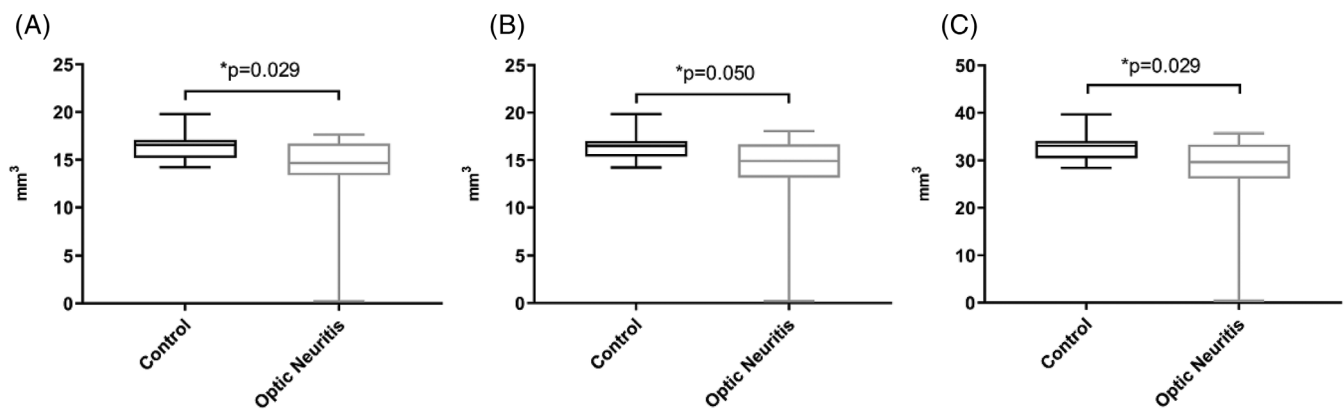 (A)
25
20
15
10
5
0
mm³
*p=0.029
Control
Optic Neuritis
(B)
25
20
15
10
5
0
mm³
*p=0.050
Control
Optic Neuritis
(C)
50
40
30
20
10
0
mm³
*p=0.029
Control
Optic Neuritis